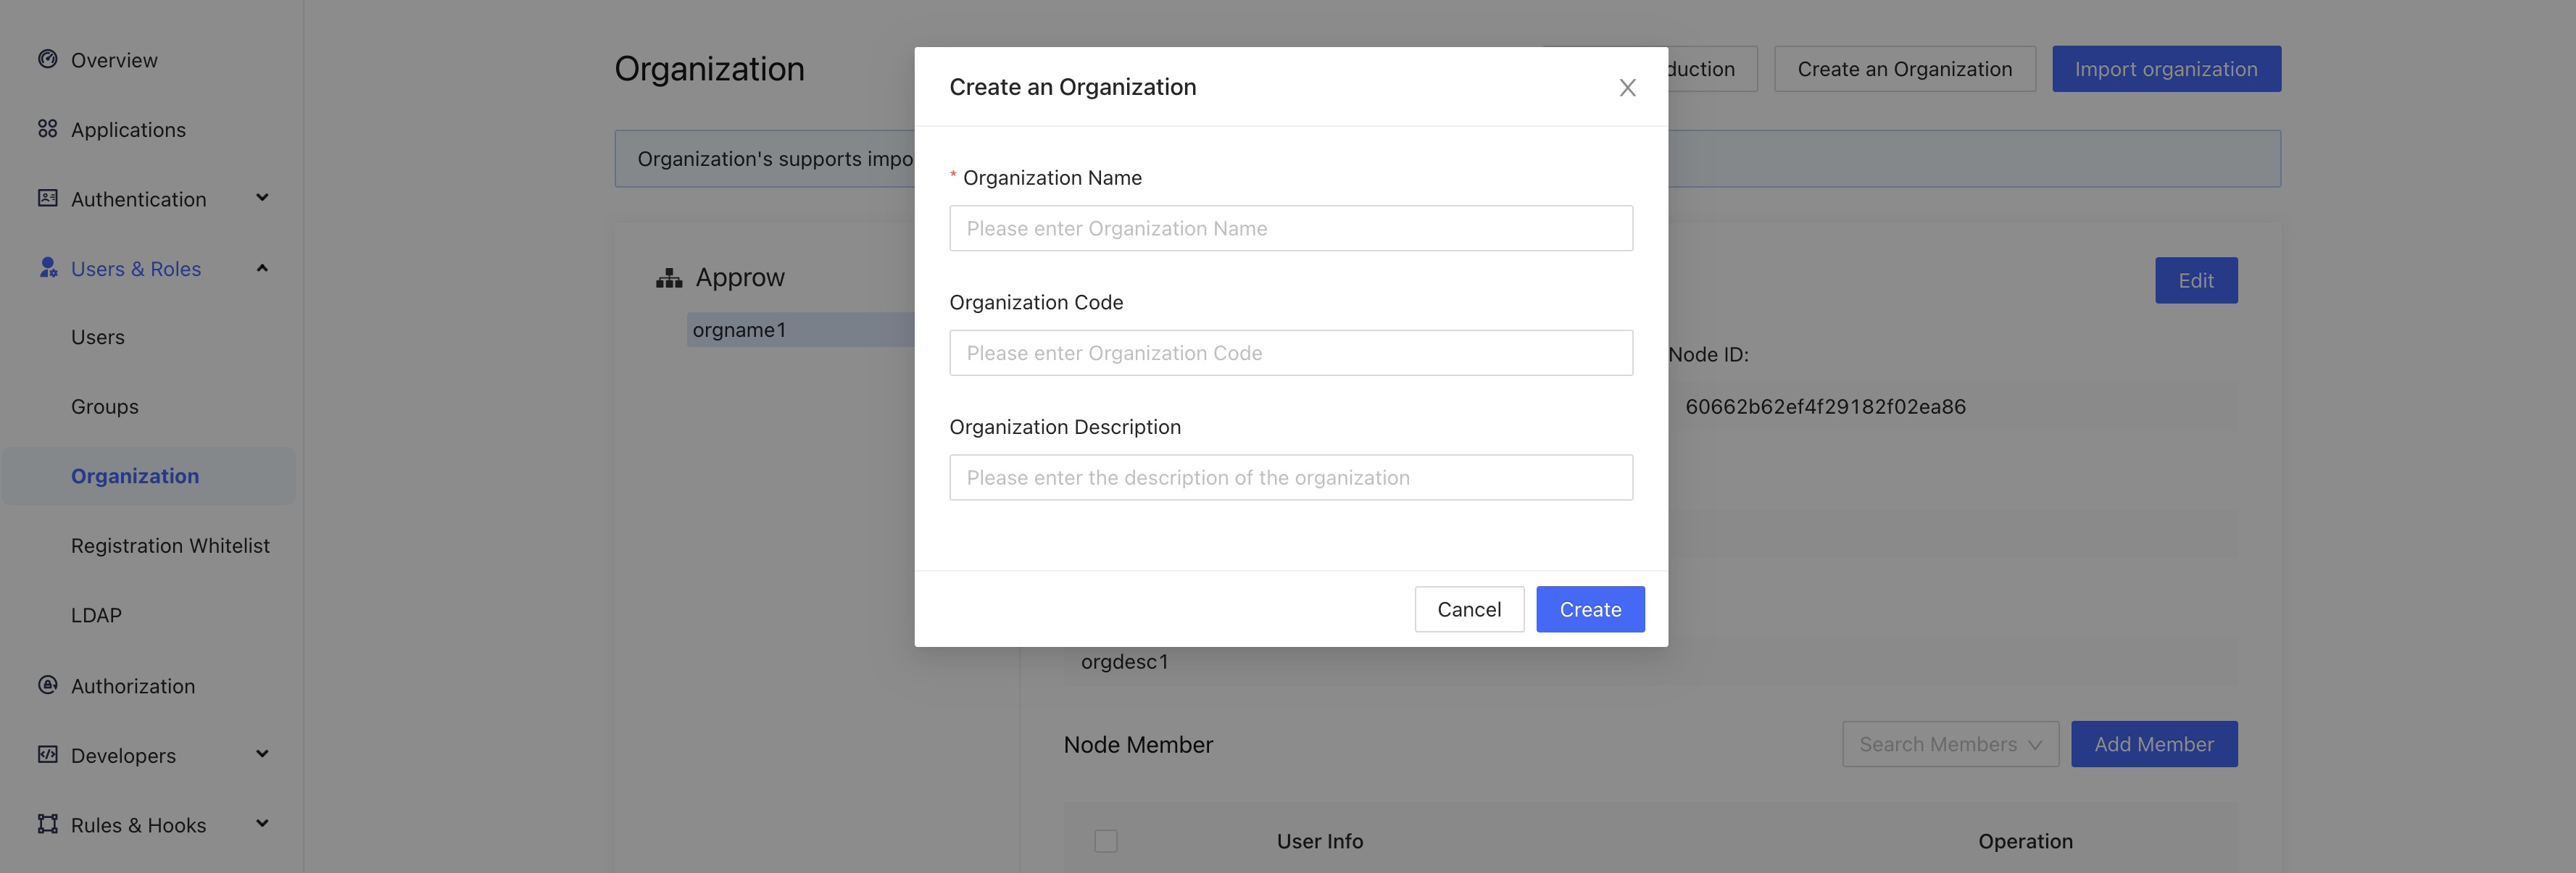 Overview
Applications
Authentication
Users & Roles
Users
Groups
Organization
Registration Whitelist
LDAP
Authorization
Developers
Rules & Hooks
Organization
Create an Organization
Import organization
Organization's supports
Approw
orgname1
Edit
Node ID:
60662b62ef4f29182f02ea86
orgdesc1
Node Member
Search Members
Add Member
User Info
Operation
Create an Organization
* Organization Name
Please enter Organization Name
Organization Code
Please enter Organization Code
Organization Description
Please enter the description of the organization
Cancel
Create